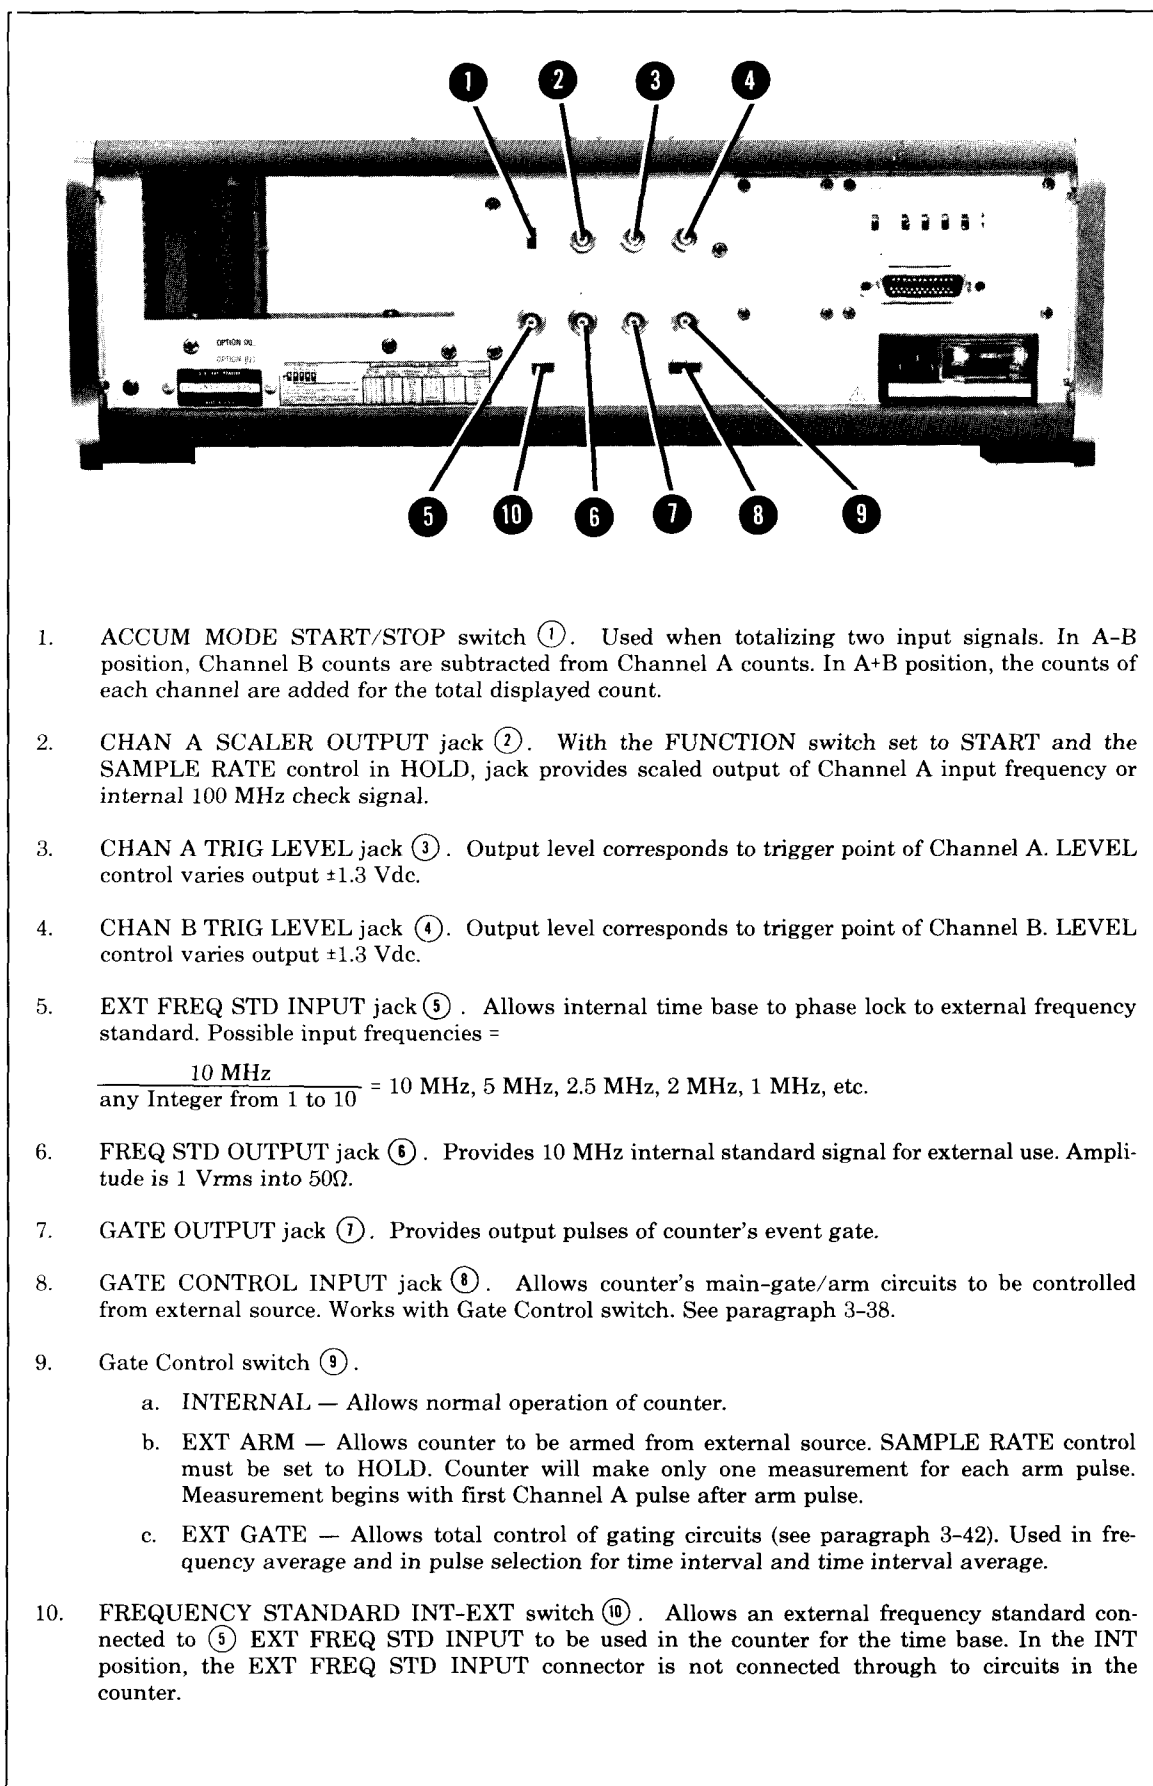 1 2 3 4
OPTION
OPTION
5 10 6 7 8 9
1. ACCUM MODE START/STOP switch ①. Used when totalizing two input signals. In A–B
position, Channel B counts are subtracted from Channel A counts. In A+B position, the counts of
each channel are added for the total displayed count.
2. CHAN A SCALER OUTPUT jack ②. With the FUNCTION switch set to START and the
SAMPLE RATE control in HOLD, jack provides scaled output of Channel A input frequency or
internal 100 MHz check signal.
3. CHAN A TRIG LEVEL jack ③. Output level corresponds to trigger point of Channel A. LEVEL
control varies output ±1.3 Vdc.
4. CHAN B TRIG LEVEL jack ④. Output level corresponds to trigger point of Channel B. LEVEL
control varies output ±1.3 Vdc.
5. EXT FREQ STD INPUT jack ⑤. Allows internal time base to phase lock to external frequency
standard. Possible input frequencies =
10 MHz
any Integer from 1 to 10 = 10 MHz, 5 MHz, 2.5 MHz, 2 MHz, 1 MHz, etc.
6. FREQ STD OUTPUT jack ⑥. Provides 10 MHz internal standard signal for external use. Ampli-
tude is 1 Vrms into 50Ω.
7. GATE OUTPUT jack ⑦. Provides output pulses of counter's event gate.
8. GATE CONTROL INPUT jack ⑧. Allows counter's main-gate/arm circuits to be controlled
from external source. Works with Gate Control switch. See paragraph 3–38.
9. Gate Control switch ⑨.
a. INTERNAL — Allows normal operation of counter.
b. EXT ARM — Allows counter to be armed from external source. SAMPLE RATE control
must be set to HOLD. Counter will make only one measurement for each arm pulse.
Measurement begins with first Channel A pulse after arm pulse.
c. EXT GATE — Allows total control of gating circuits (see paragraph 3–42). Used in fre-
quency average and in pulse selection for time interval and time interval average.
10. FREQUENCY STANDARD INT-EXT switch ⑩. Allows an external frequency standard con-
nected to ⑤ EXT FREQ STD INPUT to be used in the counter for the time base. In the INT
position, the EXT FREQ STD INPUT connector is not connected through to circuits in the
counter.